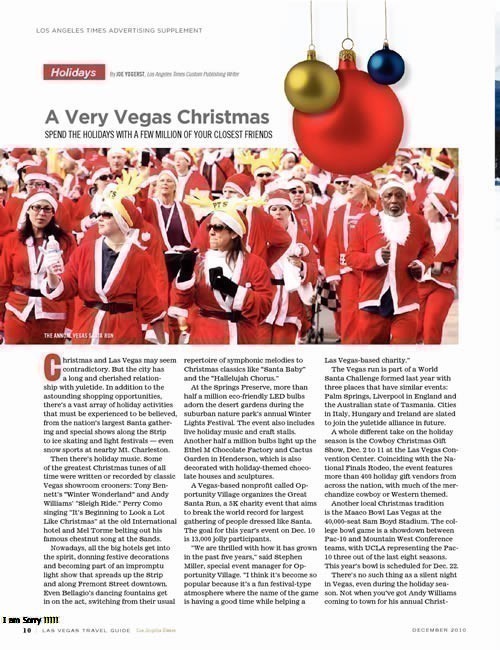 LOS ANGELES TIMES ADVERTISING SUPPLEMENT
Holidays
By JOE YOGERST, Los Angeles Times Custom Publishing Writer
A Very Vegas Christmas
SPEND THE HOLIDAYS WITH A FEW MILLION OF YOUR CLOSEST FRIENDS
THE ANNUAL VEGAS SANTA RUN
Christmas and Las Vegas may seem
contradictory. But the city has
a long and cherished relation-
ship with yuletide. In addition to the
astounding shopping opportunities,
there's a vast array of holiday activities
that must be experienced to be believed,
from the nation's largest Santa gather-
ing and special shows along the Strip
to ice skating and light festivals — even
snow sports at nearby Mt. Charleston.
Then there's holiday music. Some
of the greatest Christmas tunes of all
time were written or recorded by classic
Vegas showroom crooners: Tony Ben-
nett's "Winter Wonderland" and Andy
Williams' "Sleigh Ride." Perry Como
singing "It's Beginning to Look a Lot
Like Christmas" at the old International
hotel and Mel Torme belting out his
famous chestnut song at the Sands.
Nowadays, all the big hotels get into
the spirit, donning festive decorations
and becoming part of an impromptu
light show that spreads up the Strip
and along Fremont Street downtown.
Even Bellagio's dancing fountains get
in on the act, switching from their usual
repertoire of symphonic melodies to
Christmas classics like "Santa Baby"
and the "Hallelujah Chorus."
At the Springs Preserve, more than
half a million eco-friendly LED bulbs
adorn the desert gardens during the
suburban nature park's annual Winter
Lights Festival. The event also includes
live holiday music and craft stalls.
Another half a million bulbs light up the
Ethel M Chocolate Factory and Cactus
Garden in Henderson, which is also
decorated with holiday-themed choco-
late houses and sculptures.
A Vegas-based nonprofit called Op-
portunity Village organizes the Great
Santa Run, a 5K charity event that aims
to break the world record for largest
gathering of people dressed like Santa.
The goal for this year's event on Dec. 10
is 13,000 jolly participants.
"We are thrilled with how it has grown
in the past five years," said Stephen
Miller, special event manager for Op-
portunity Village. "I think it's become so
popular because it's a fun festival-type
atmosphere where the name of the game
is having a good time while helping a
Las Vegas-based charity."
The Vegas run is part of a World
Santa Challenge formed last year with
three places that have similar events:
Palm Springs, Liverpool in England and
the Australian state of Tasmania. Cities
in Italy, Hungary and Ireland are slated
to join the yuletide alliance in future.
A whole different take on the holiday
season is the Cowboy Christmas Gift
Show, Dec. 2 to 11 at the Las Vegas Con-
vention Center. Coinciding with the Na-
tional Finals Rodeo, the event features
more than 400 holiday gift vendors from
across the nation, with much of the mer-
chandize cowboy or Western themed.
Another local Christmas tradition
is the Maaco Bowl Las Vegas at the
40,000-seat Sam Boyd Stadium. The col-
lege bowl game is a showdown between
Pac-10 and Mountain West Conference
teams, with UCLA representing the Pac-
10 three out of the last eight seasons.
This year's bowl is scheduled for Dec. 22.
There's no such thing as a silent night
in Vegas, even during the holiday sea-
son. Not when you've got Andy Williams
coming to town for his annual Christ-
I am Sorry !!!!!
10 | LAS VEGAS TRAVEL GUIDE Los Angeles Times
DECEMBER 2010